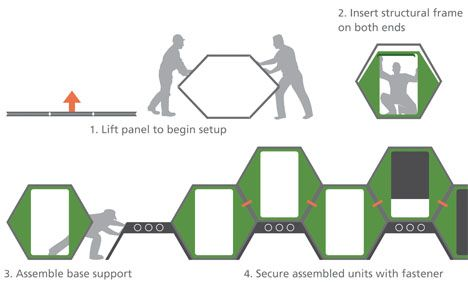 2. Insert structural frame
on both ends
1. Lift panel to begin setup
3. Assemble base support
4. Secure assembled units with fastener